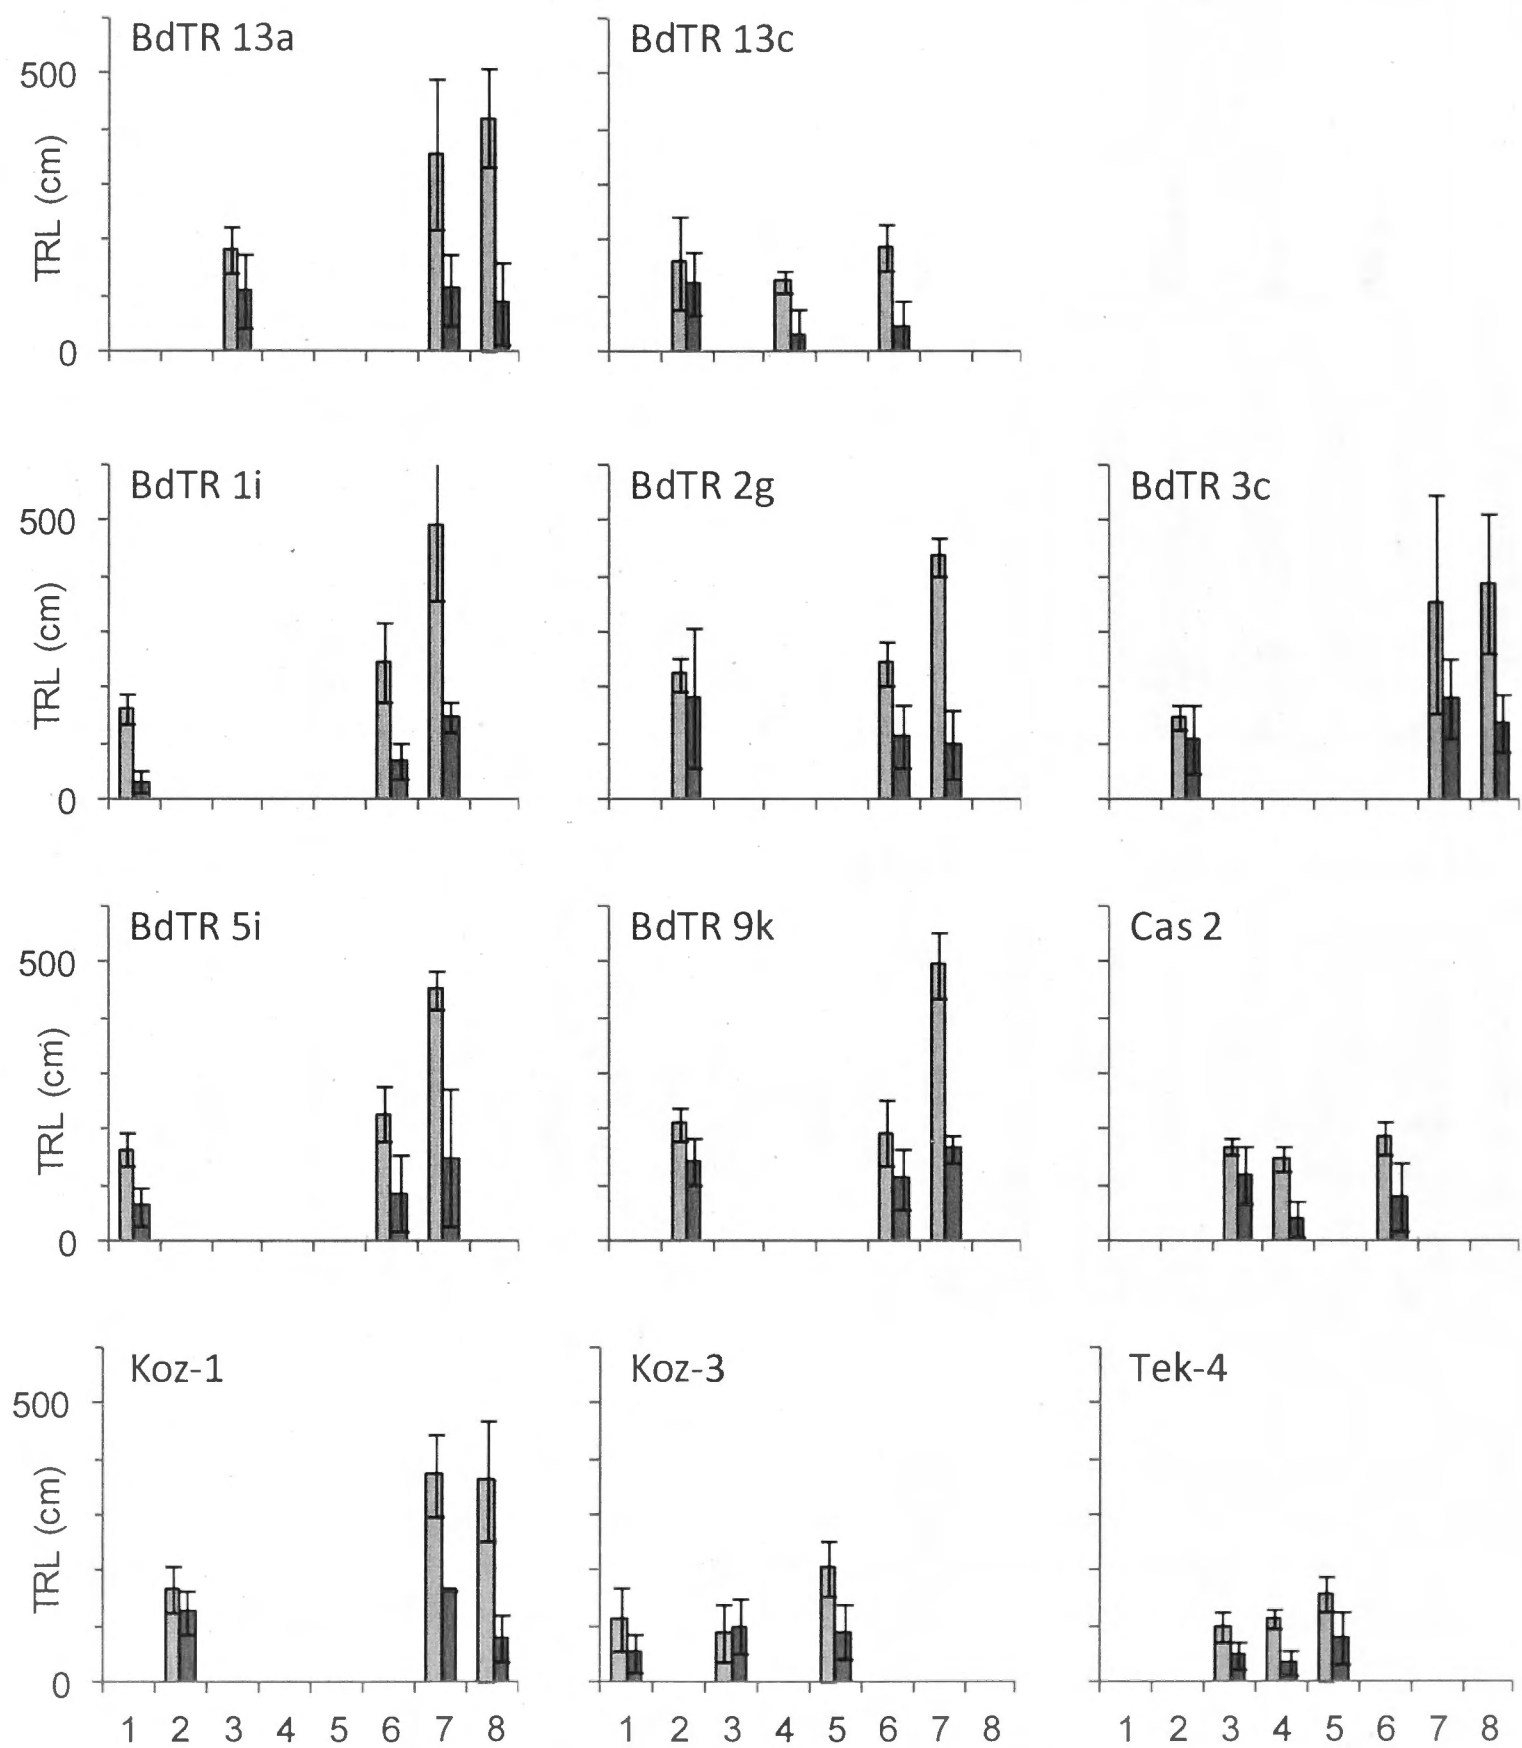 BdTR 13a
BdTR 13c
500
TRL (cm)
0
BdTR 1i
BdTR 2g
BdTR 3c
500
TRL (cm)
0
BdTR 5i
BdTR 9k
Cas 2
500
TRL (cm)
0
Koz-1
Koz-3
Tek-4
500
TRL (cm)
0
1 2 3 4 5 6 7 8
1 2 3 4 5 6 7 8
1 2 3 4 5 6 7 8